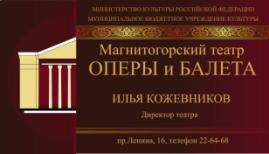 МИНИСТЕРСТВО КУЛЬТУРЫ РОССИЙСКОЙ ФЕДЕРАЦИИ
МУНИЦИПАЛЬНОЕ БЮДЖЕТНОЕ УЧРЕЖДЕНИЕ КУЛЬТУРЫ
Магнитогорский театр
ОПЕРЫ и БАЛЕТА
ИЛЬЯ КОЖЕВНИКОВ
Директор театра
пр.Ленина, 16, телефон 22-64-68